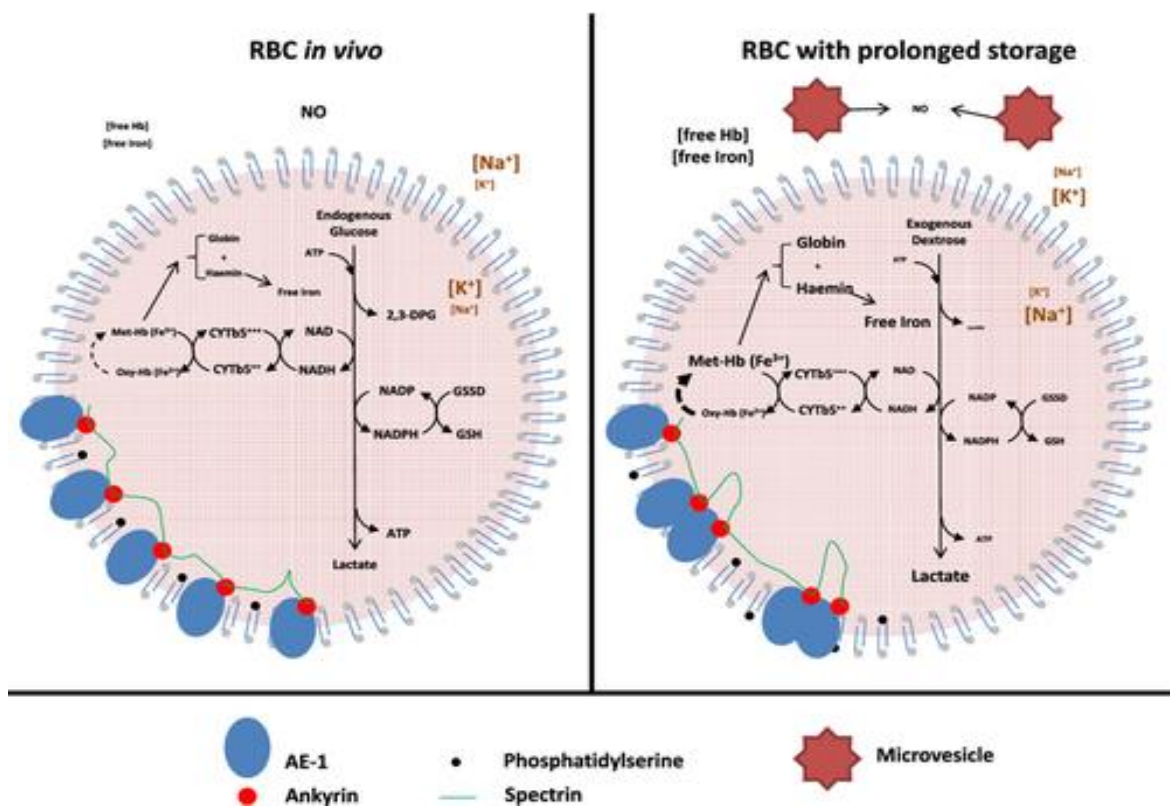 RBC in vivo
NO
[free Hb]
[free Iron]
[Na⁺]
[K⁺]
Endogenous
Glucose
Globin
+
Haemin
ATP
Free Iron
[K⁺]
[Na⁺]
2,3-DPG
Met-Hb (Fe³⁺)
CYTb5⁺⁺⁺
NAD
Oxy-Hb (Fe²⁺)
CYTb5⁺⁺
NADH
NADP
GSSD
NADPH
GSH
ATP
Lactate
RBC with prolonged storage
NO
[free Hb]
[free Iron]
[Na⁺]
[K⁺]
Exogenous
Dextrose
Globin
+
Haemin
ATP
Free Iron
[K⁺]
[Na⁺]
Met-Hb (Fe³⁺)
CYTb5⁺⁺⁺
NAD
Oxy-Hb (Fe²⁺)
CYTb5⁺⁺
NADH
NADP
GSSD
NADPH
GSH
ATP
Lactate
AE-1
Phosphatidylserine
Microvesicle
Ankyrin
Spectrin